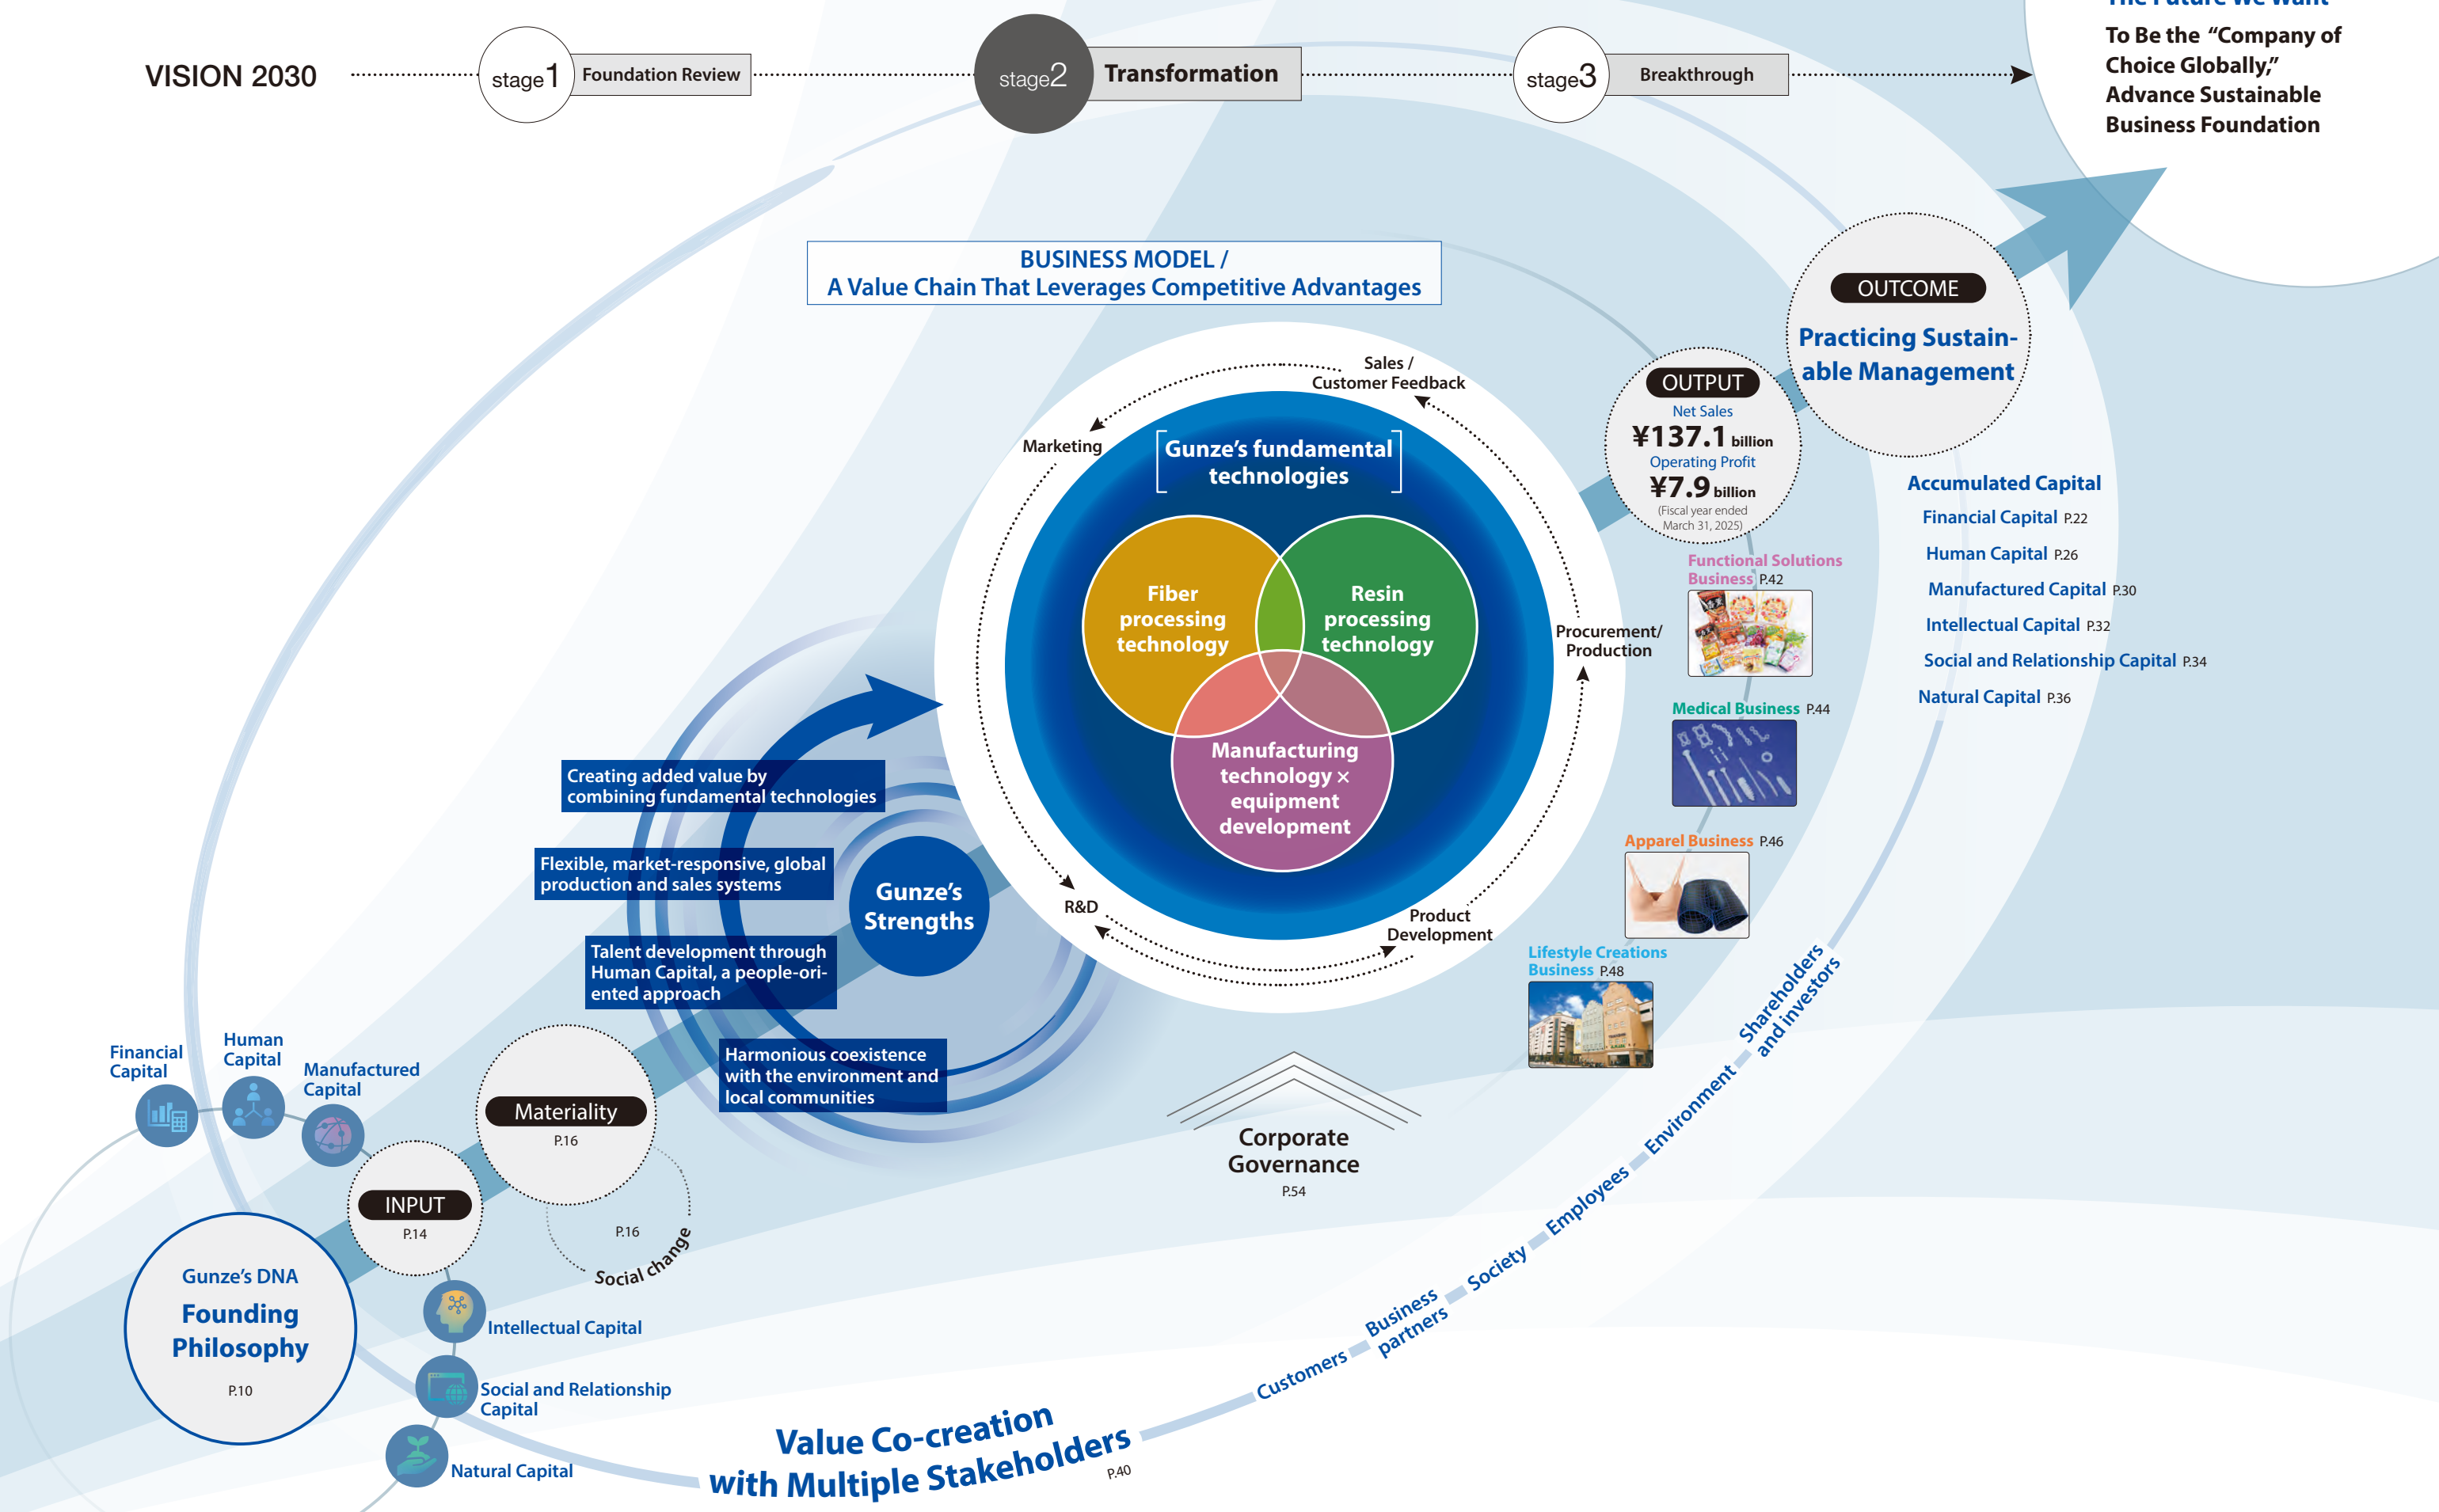 The Future We Want
To Be the “Company of
Choice Globally,”
Advance Sustainable
Business Foundation
VISION 2030
stage1
Foundation Review
stage2
Transformation
stage3
Breakthrough
BUSINESS MODEL /
A Value Chain That Leverages Competitive Advantages
OUTCOME
Practicing Sustain-
able Management
OUTPUT
Net Sales
¥137.1 billion
Operating Profit
¥7.9 billion
(Fiscal year ended
March 31, 2025)
Sales /
Customer Feedback
Marketing
R&D
Product
Development
Procurement/
Production
Gunze’s fundamental
technologies
Fiber
processing
technology
Resin
processing
technology
Manufacturing
technology ×
equipment
development
Accumulated Capital
Financial Capital P.22
Human Capital P.26
Manufactured Capital P.30
Intellectual Capital P.32
Social and Relationship Capital P.34
Natural Capital P.36
Functional Solutions
Business P.42
Medical Business P.44
Apparel Business P.46
Lifestyle Creations
Business P.48
Creating added value by
combining fundamental technologies
Flexible, market-responsive, global
production and sales systems
Talent development through
Human Capital, a people-ori-
ented approach
Harmonious coexistence
with the environment and
local communities
Gunze’s
Strengths
Corporate
Governance
P.54
Financial
Capital
Human
Capital
Manufactured
Capital
Materiality
P.16
P.16
Social change
INPUT
P.14
Gunze’s DNA
Founding
Philosophy
P.10
Intellectual Capital
Social and Relationship
Capital
Natural Capital
Value Co-creation
with Multiple Stakeholders
P.40
Customers
Business
partners
Society
Employees
Environment
Shareholders
and investors